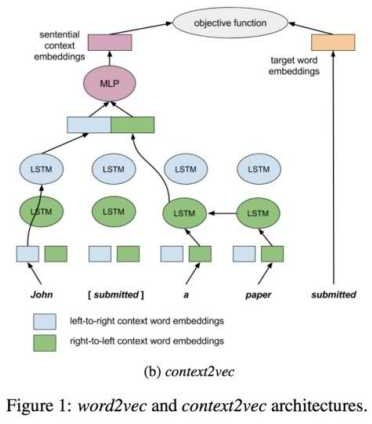 sentential
context
embeddings
objective function
target word
embeddings
MLP
LSTM LSTM LSTM LSTM
LSTM LSTM LSTM LSTM
John [ submitted ] a paper submitted
left-to-right context word embeddings
right-to-left context word embeddings
(b) context2vec
Figure 1: word2vec and context2vec architectures.